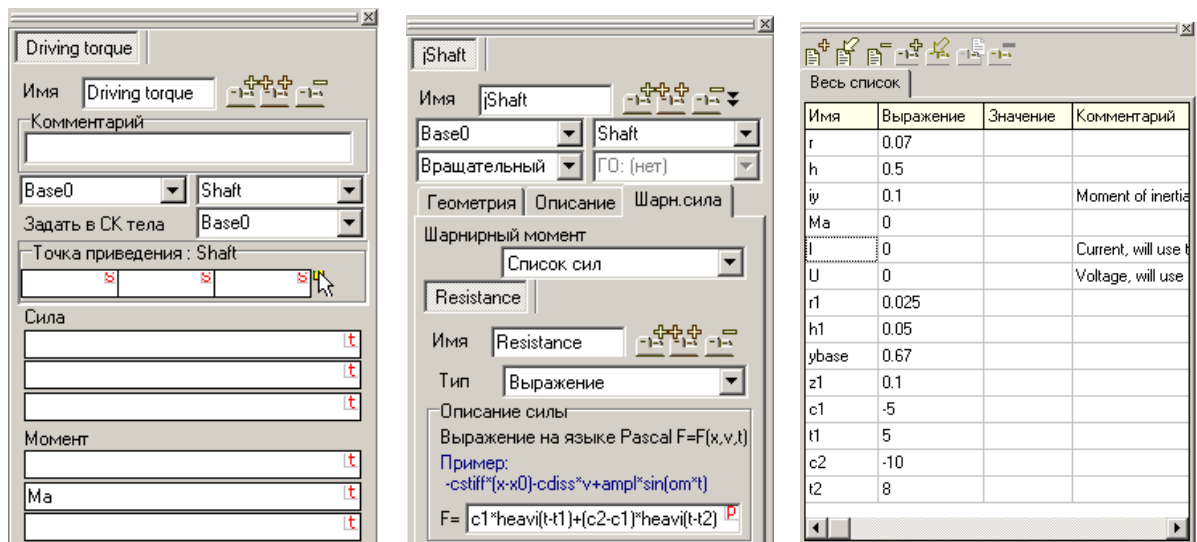 Driving torque
Имя Driving torque
Комментарий
Base0 Shaft
Задать в СК тела Base0
Точка приведения : Shaft
Сила
Момент
Ma
jShaft
Имя jShaft
Base0 Shaft
Вращательный ГО: (нет)
Геометрия Описание Шарн.сила
Шарнирный момент
Список сил
Resistance
Имя Resistance
Тип Выражение
Описание силы
Выражение на языке Pascal F=F(x,v,t)
Пример:
-cstiff*(x-x0)-cdiss*v+ampl*sin(om*t)
F= c1*heavi(t-t1)+(c2-c1)*heavi(t-t2) P
Весь список
Имя Выражение Значение Комментарий
r 0.07
h 0.5
iy 0.1 Moment of inertia
Ma 0
I 0 Current, will use t
U 0 Voltage, will use
r1 0.025
h1 0.05
ybase 0.67
z1 0.1
c1 -5
t1 5
c2 -10
t2 8